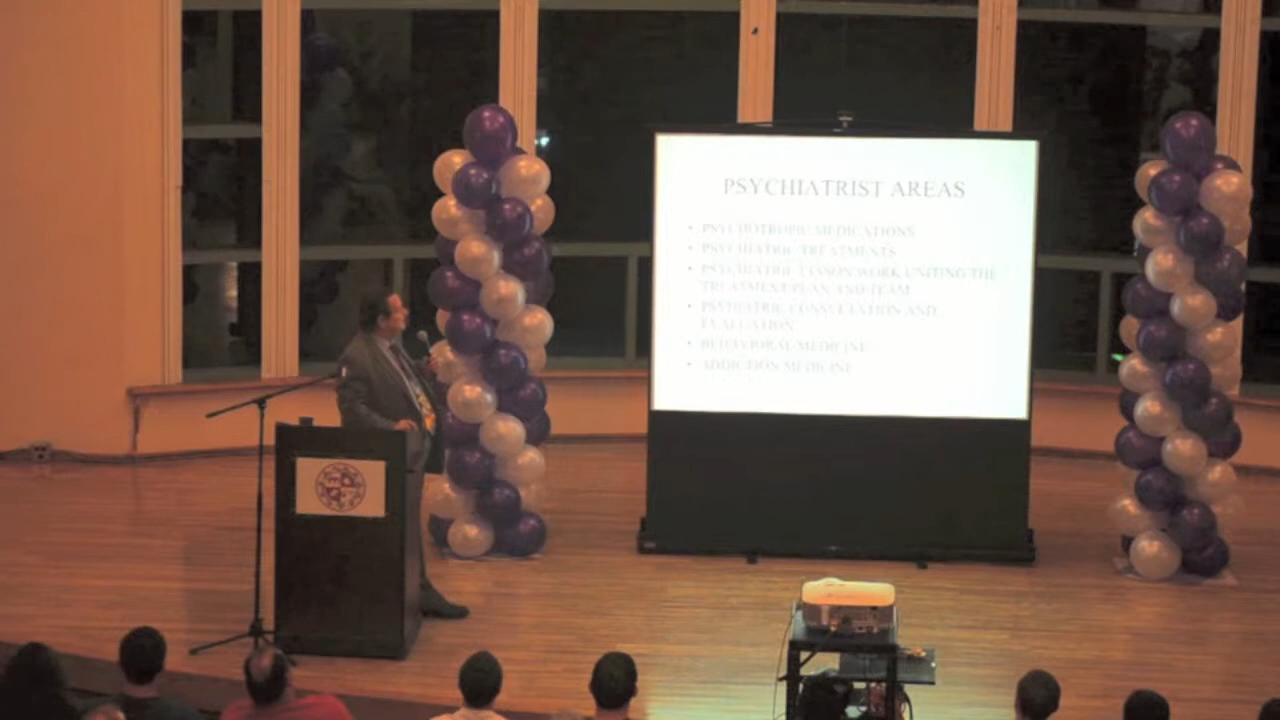 PSYCHIATRIST AREAS
• PSYCHOTROPIC MEDICATIONS
• PSYCHIATRIC TREATMENTS
• PSYCHIATRIC LIASON WORK UNITING THE
TREATMENT PLAN AND TEAM
• PSYCHIATRIC CONSULTATION AND
EVALUATION
• BEHAVIORAL MEDICINE
• ADDICTION MEDICINE